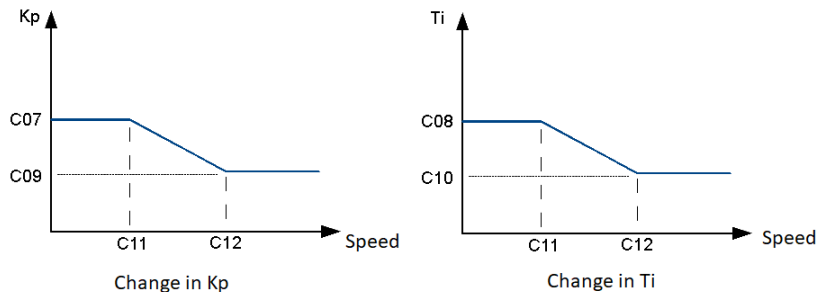 Kp
C07
C09
C11
C12
Speed
Change in Kp
Ti
C08
C10
C11
C12
Speed
Change in Ti